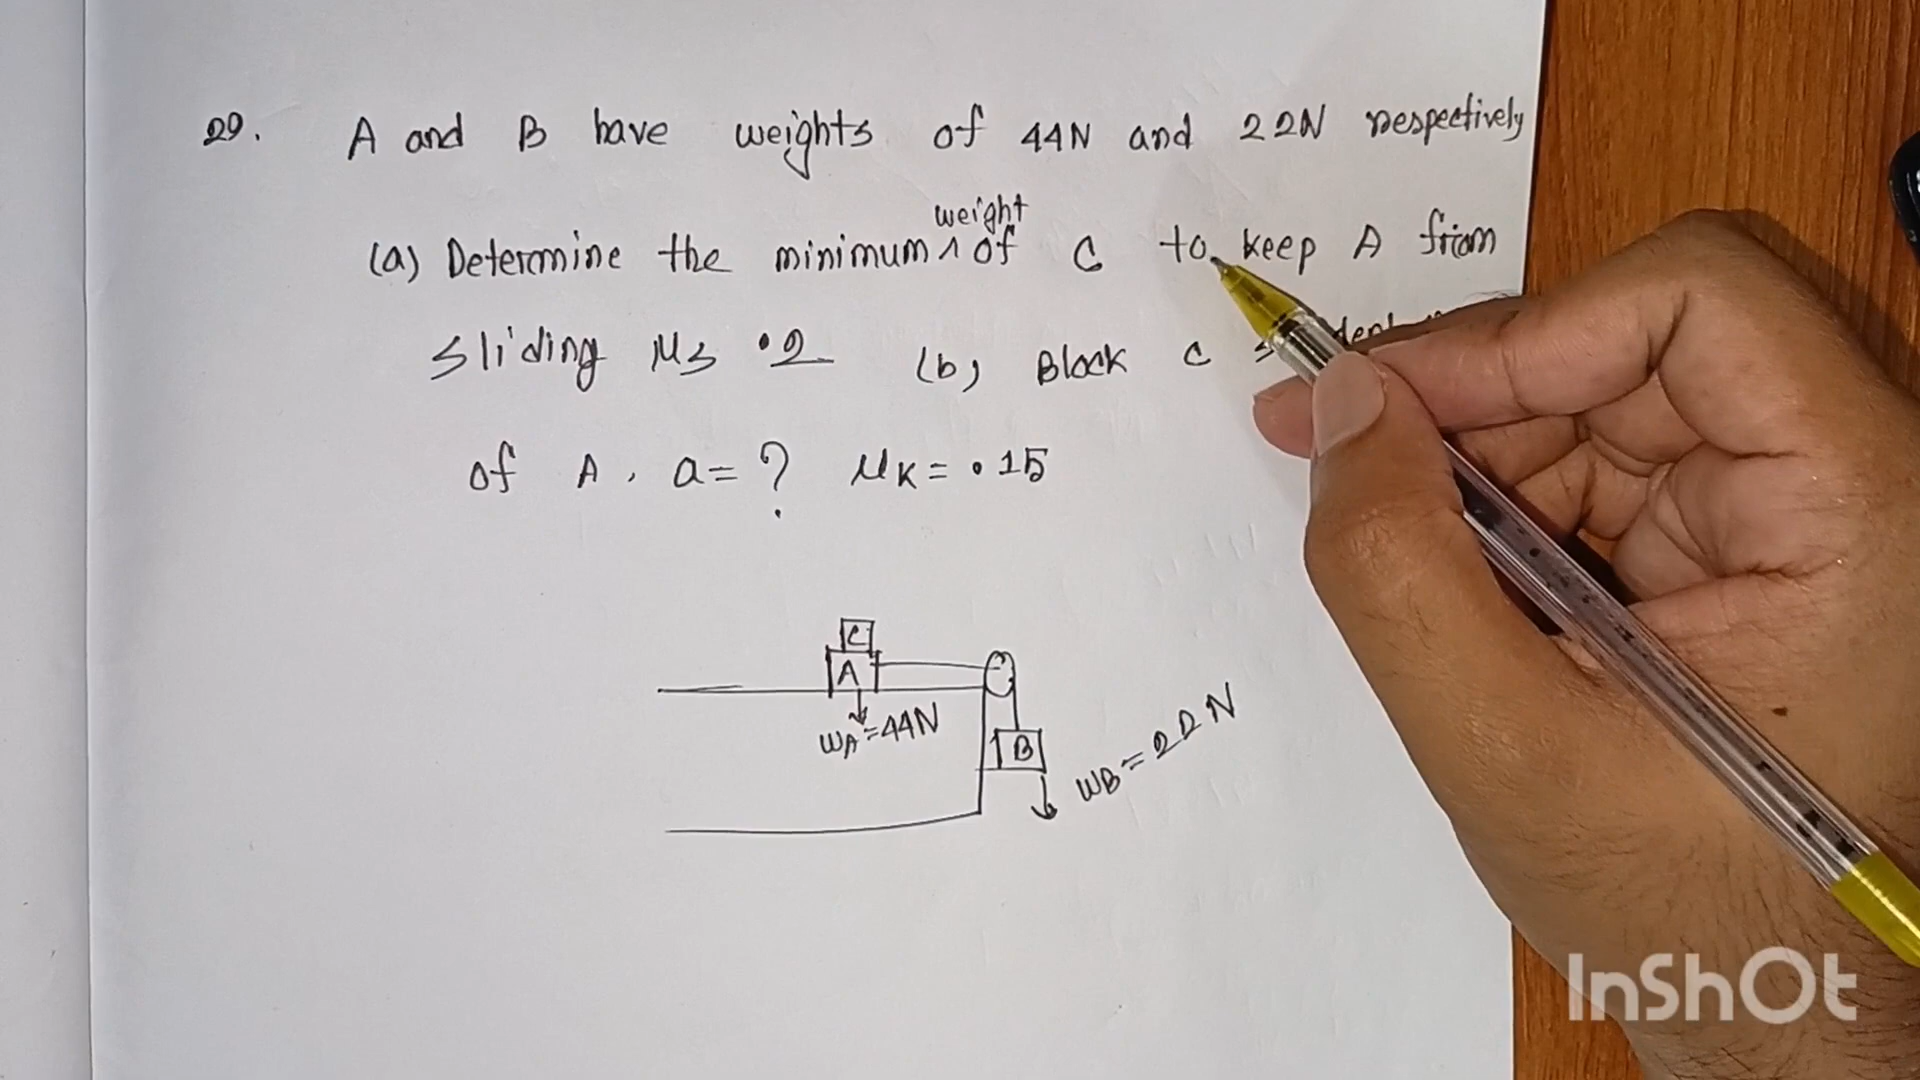 29. A and B have weights of 44N and 22N respectively
weight
(a) Determine the minimum ^ of C to keep A from
sliding μs .2 (b) Block C
of A. a = ? μK = .15
C
A
WA = 44N
B
WB = 22N
InShOt